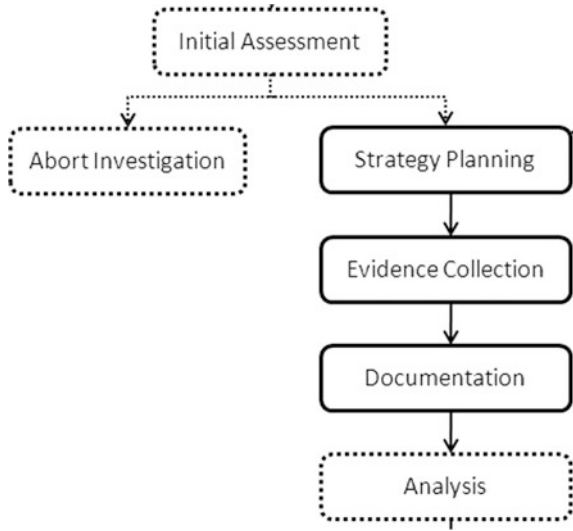 Initial Assessment
Abort Investigation
Strategy Planning
Evidence Collection
Documentation
Analysis